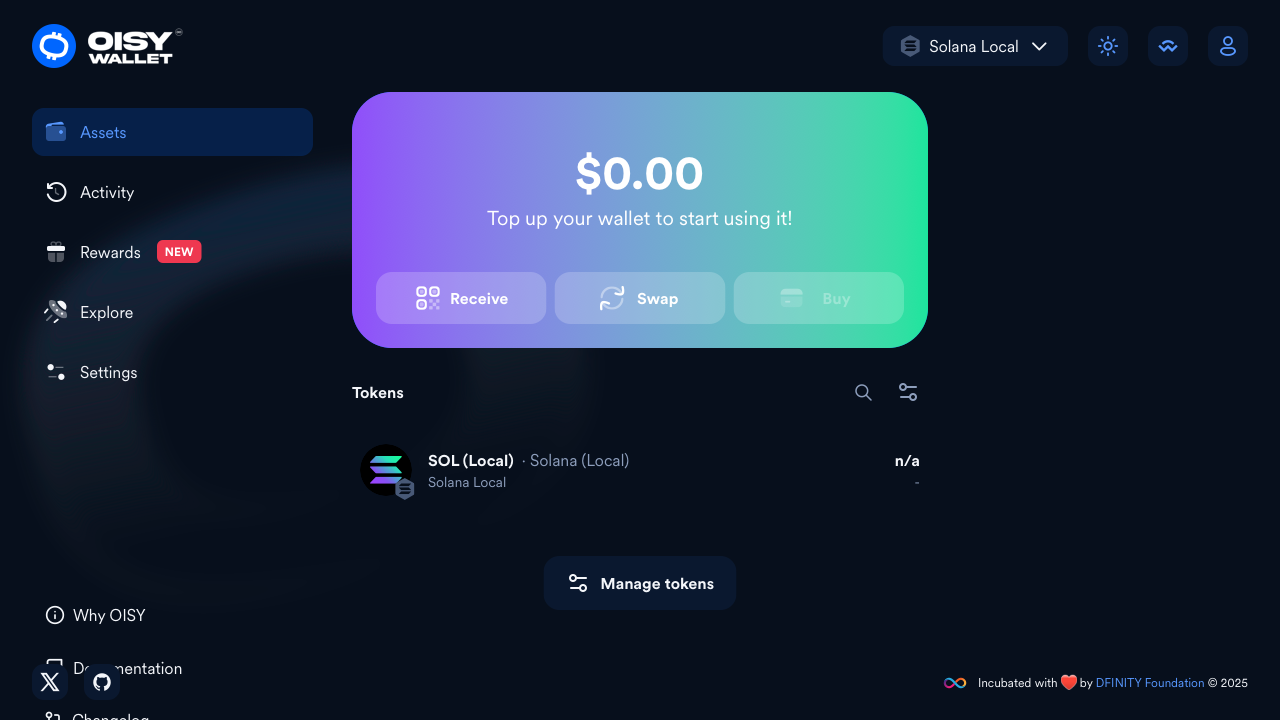 OISY
WALLET
Solana Local
Assets
Activity
Rewards NEW
Explore
Settings
$0.00
Top up your wallet to start using it!
Receive
Swap
Buy
Tokens
SOL (Local) · Solana (Local)
Solana Local
n/a
-
Manage tokens
Why OISY
Documentation
Changelog
Incubated with ❤️ by DFINITY Foundation © 2025